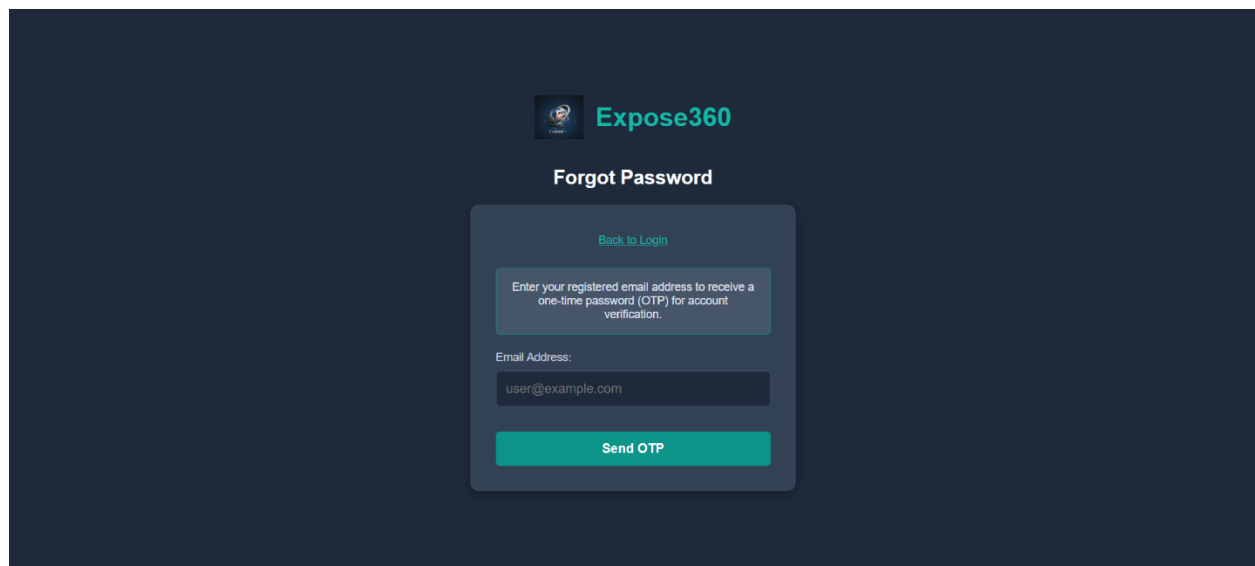 Expose360
Forgot Password
Back to Login
Enter your registered email address to receive a
one-time password (OTP) for account
verification.
Email Address:
user@example.com
Send OTP